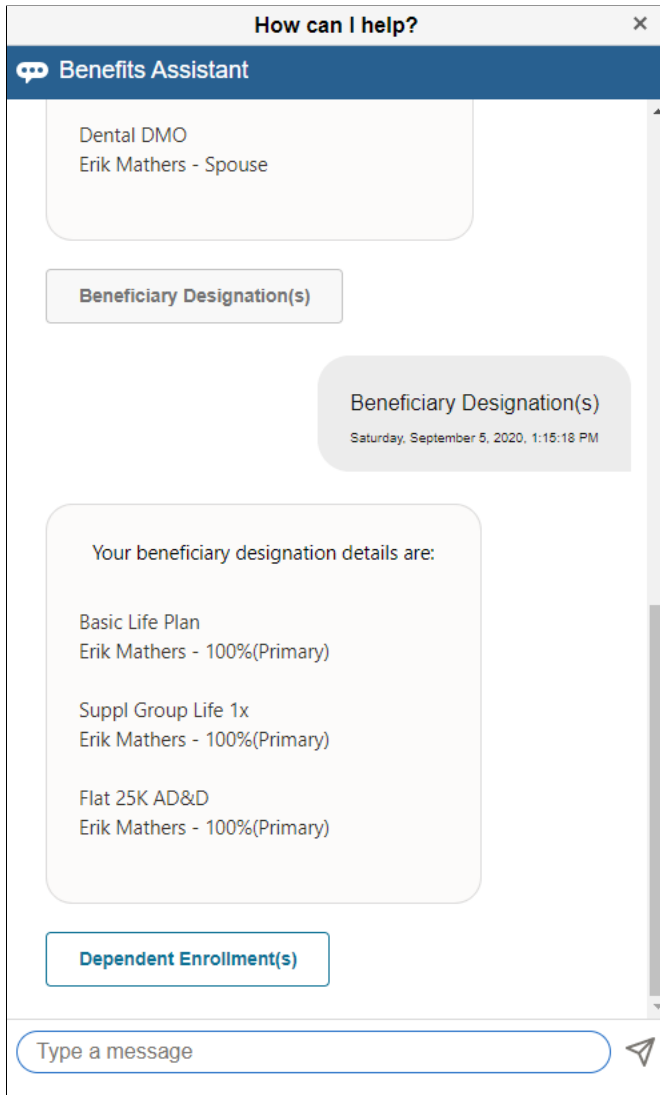 How can I help?
Benefits Assistant
Dental DMO
Erik Mathers - Spouse
Beneficiary Designation(s)
Beneficiary Designation(s)
Saturday, September 5, 2020, 1:15:18 PM
Your beneficiary designation details are:
Basic Life Plan
Erik Mathers - 100%(Primary)
Suppl Group Life 1x
Erik Mathers - 100%(Primary)
Flat 25K AD&D
Erik Mathers - 100%(Primary)
Dependent Enrollment(s)
Type a message